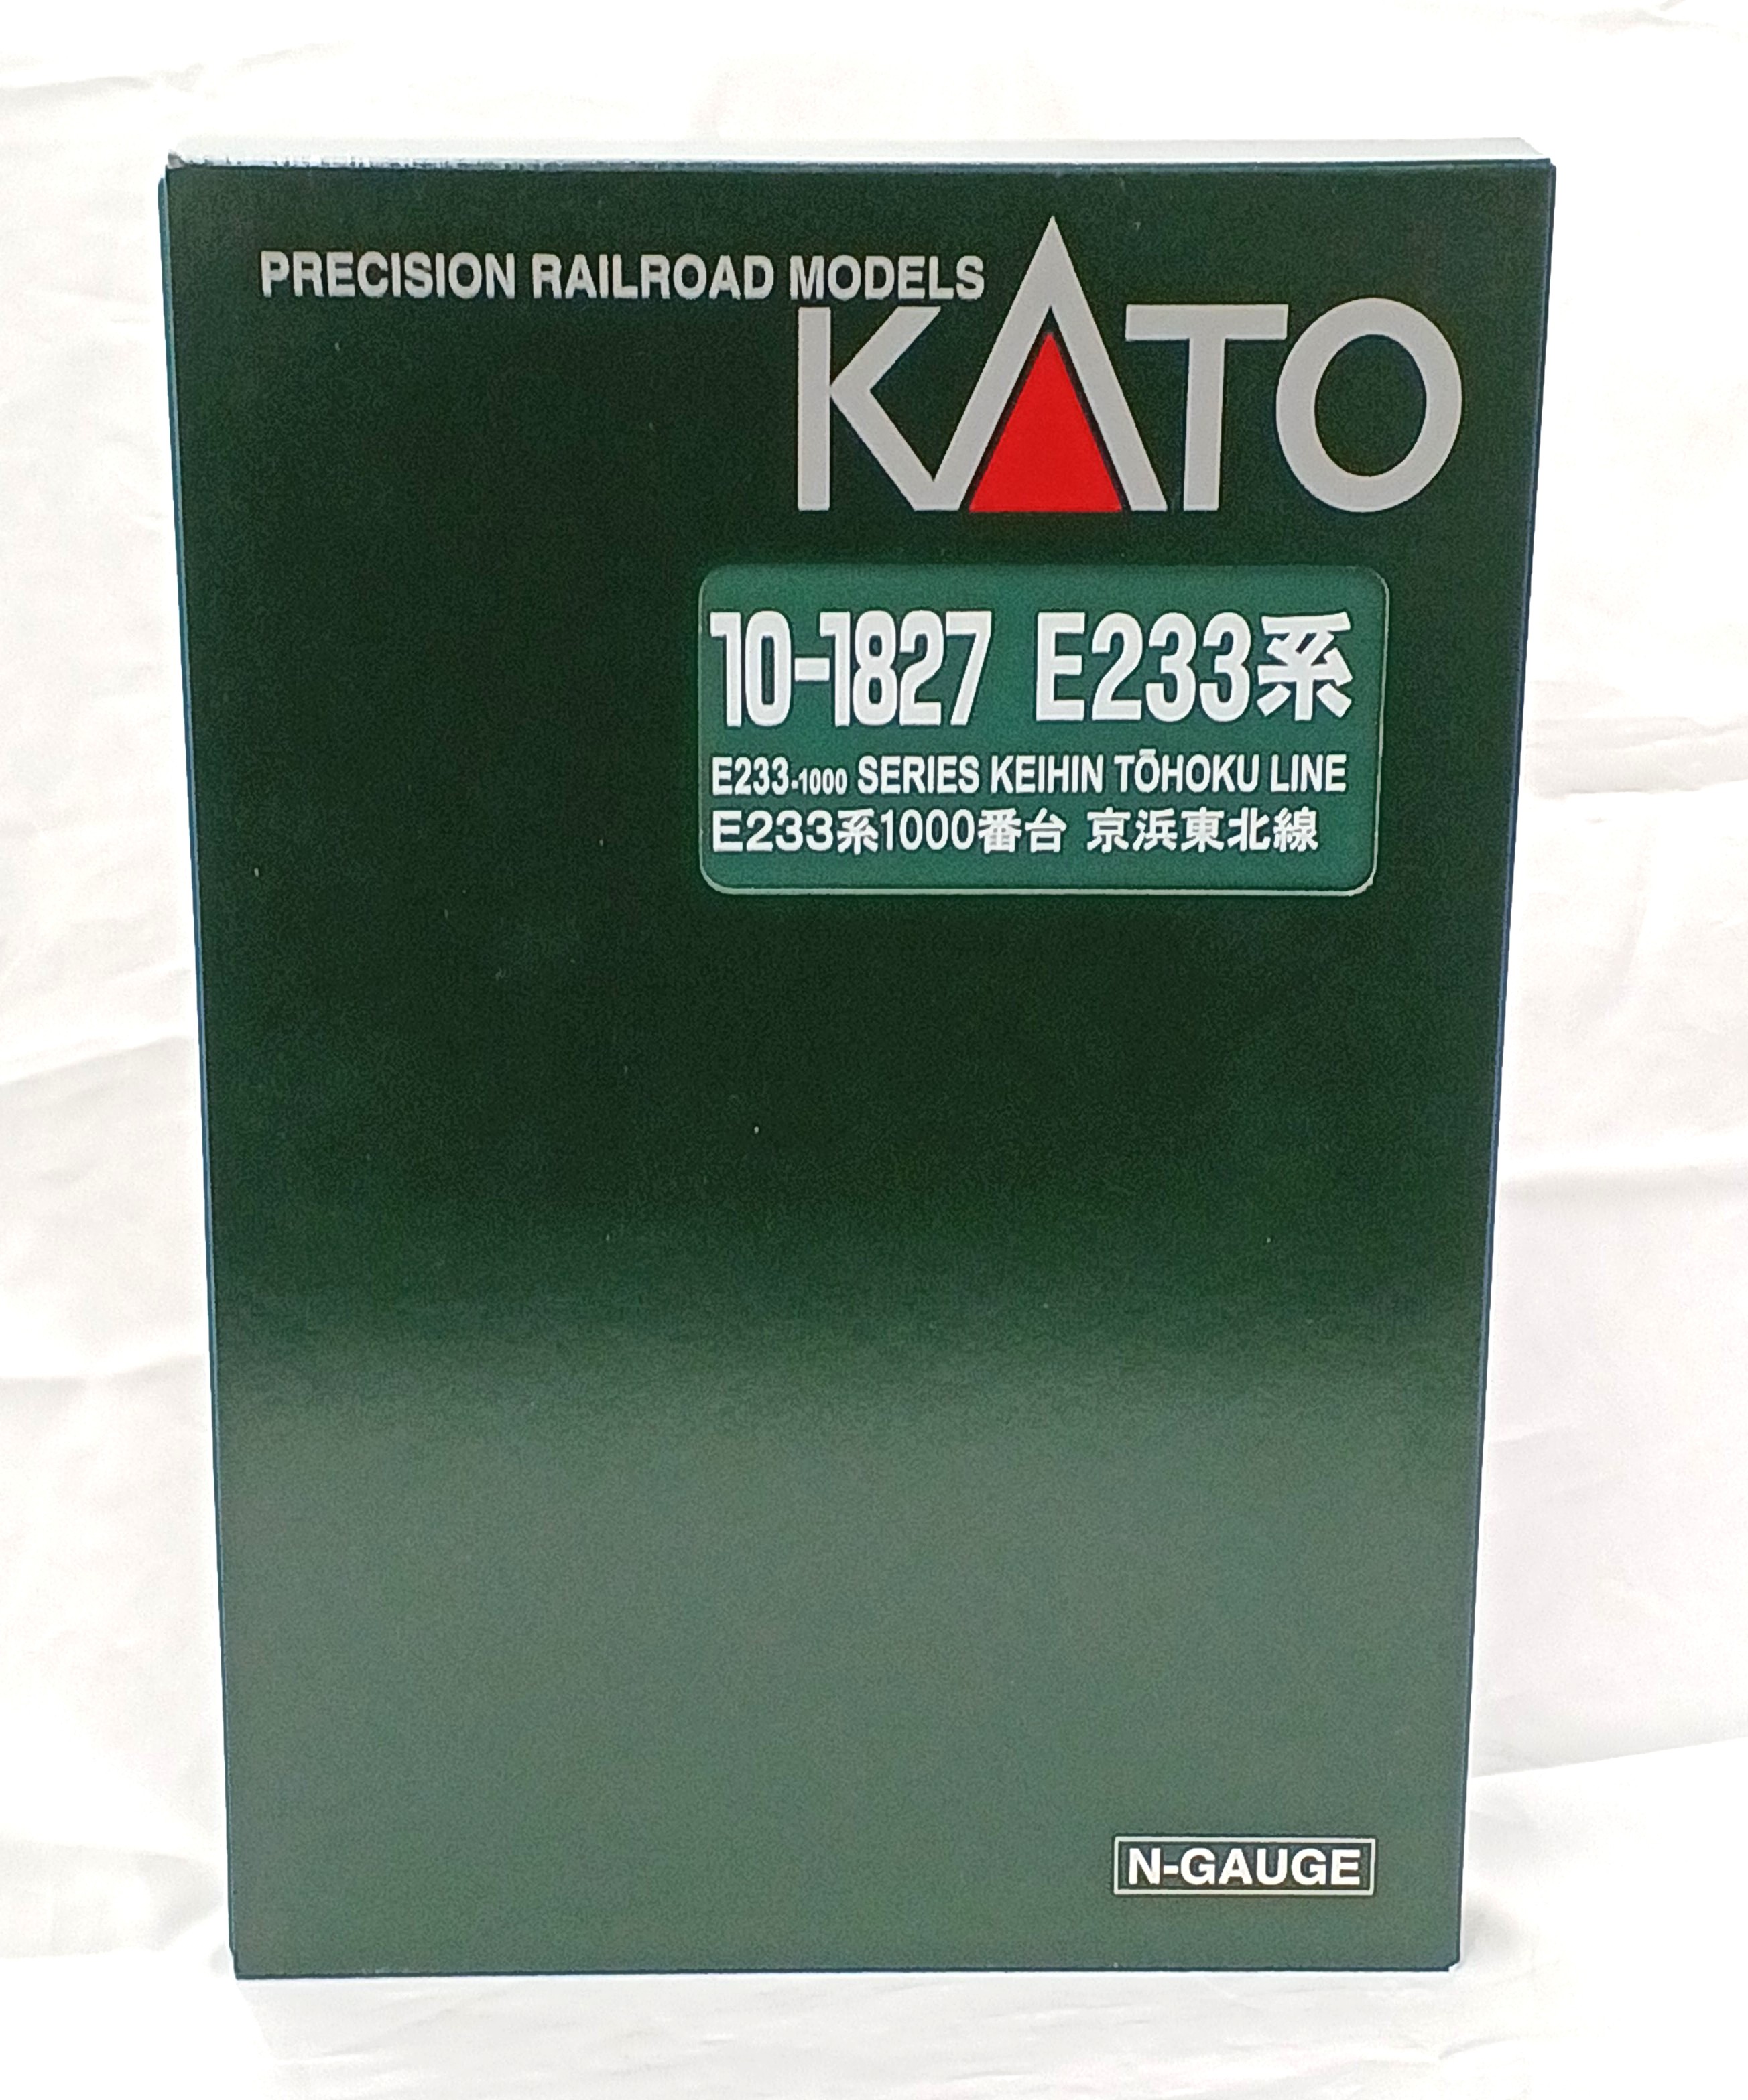 PRECISION RAILROAD MODELS
KATO
10-1827 E233系
E233-1000 SERIES KEIHIN TŌHOKU LINE
E233系1000番台 京浜東北線
N-GAUGE